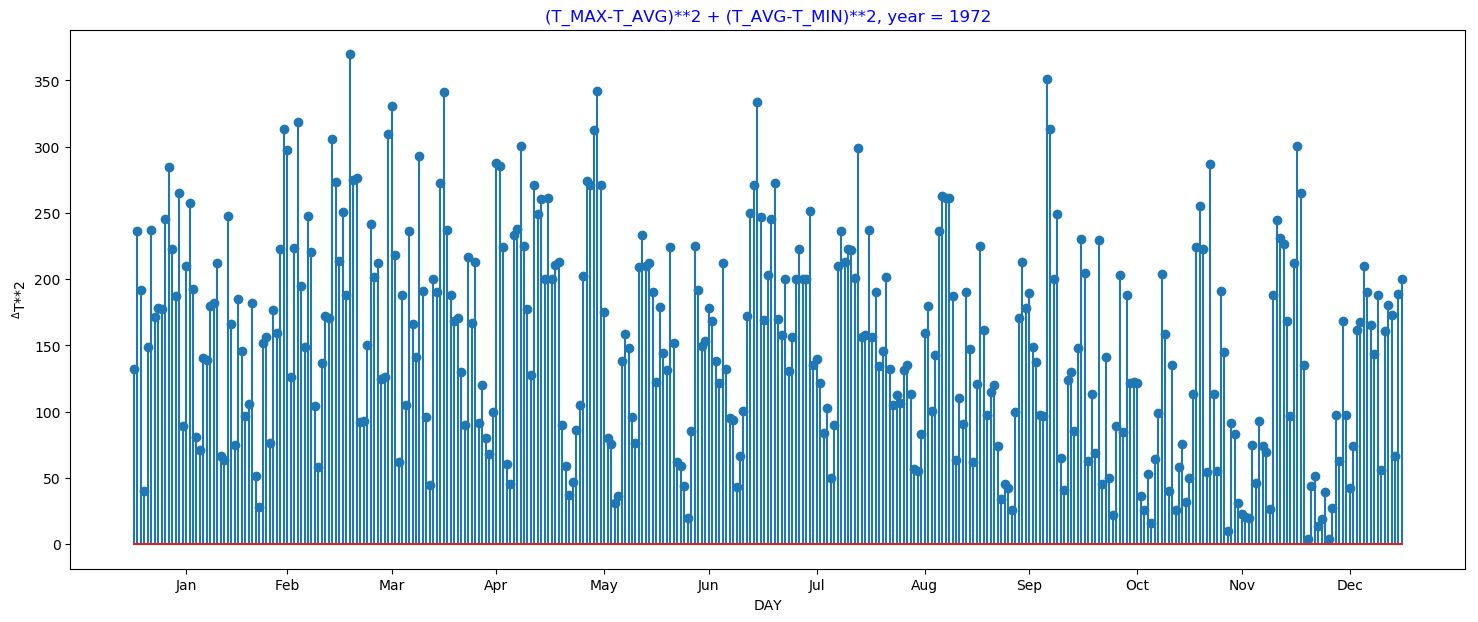 (T_MAX-T_AVG)**2 + (T_AVG-T_MIN)**2, year = 1972
350
300
250
200
150
100
50
0
ΔT**2
Jan Feb Mar Apr May Jun Jul Aug Sep Oct Nov Dec
DAY